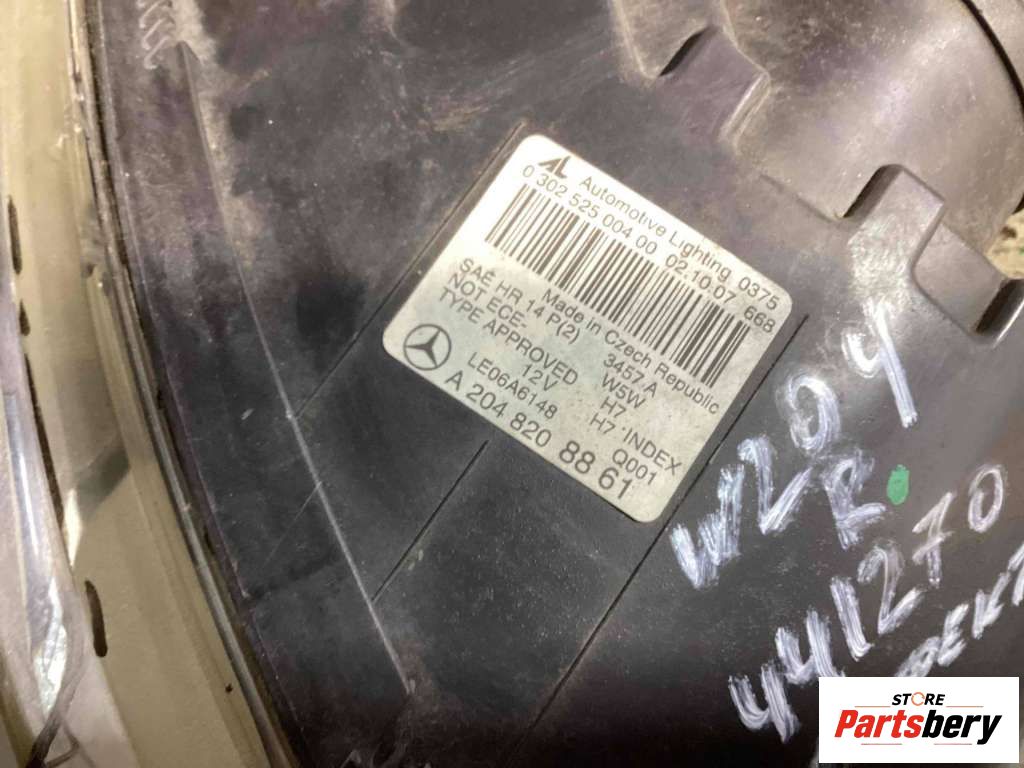 AL Automotive Lighting 0375
0 302 525 004 00 02.10.07 668
Made in Czech Republic
SAE HR 14 P(2) 3457.A
NOT ECE- W5W
TYPE APPROVED H7
12V H7 INDEX
LE06A6148 Q001
A 204 820 88 61
W204
R.
441270
STORE
Partsbery